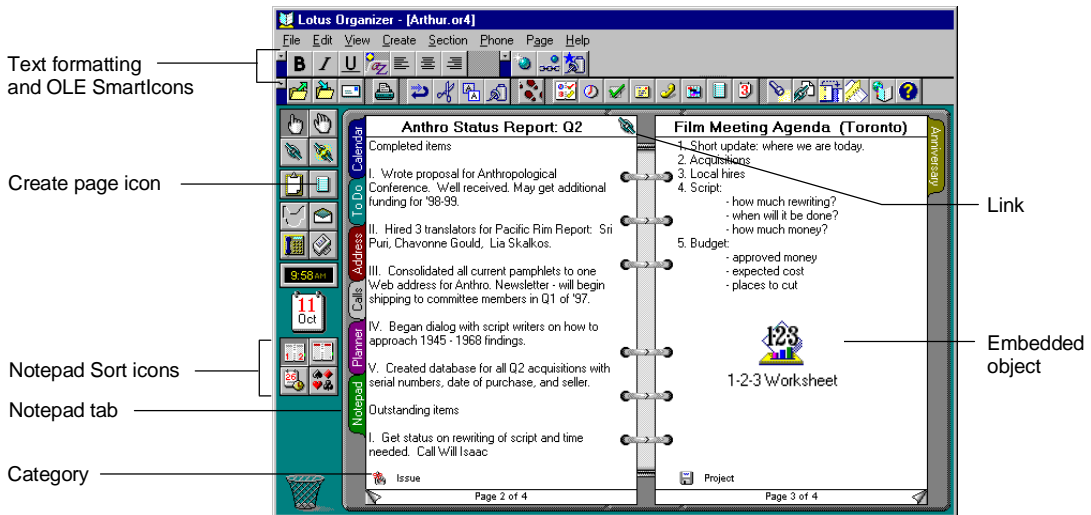 Lotus Organizer - [Arthur.or4]
File Edit View Create Section Phone Page Help
B I U
Text formatting
and OLE SmartIcons
Create page icon
9:58AM
11
Oct
Notepad Sort icons
Notepad tab
Category
Calendar
To Do
Address
Calls
Planner
Notepad
Anthro Status Report: Q2
Completed items
I. Wrote proposal for Anthropological
Conference. Well received. May get additional
funding for '98-99.
II. Hired 3 translators for Pacific Rim Report: Sri
Puri, Chavonne Gould, Lia Skalkos.
III. Consolidated all current pamphlets to one
Web address for Anthro. Newsletter - will begin
shipping to committee members in Q1 of '97.
IV. Began dialog with script writers on how to
approach 1945 - 1968 findings.
V. Created database for all Q2 acquisitions with
serial numbers, date of purchase, and seller.
Outstanding items
I. Get status on rewriting of script and time
needed. Call Will Isaac
Issue
Page 2 of 4
Film Meeting Agenda (Toronto)
1. Short update: where we are today.
2. Acquisitions
3. Local hires
4. Script:
- how much rewriting?
- when will it be done?
- how much money?
5. Budget:
- approved money
- expected cost
- places to cut
123
1-2-3 Worksheet
Project
Page 3 of 4
Anniversary
Link
Embedded
object